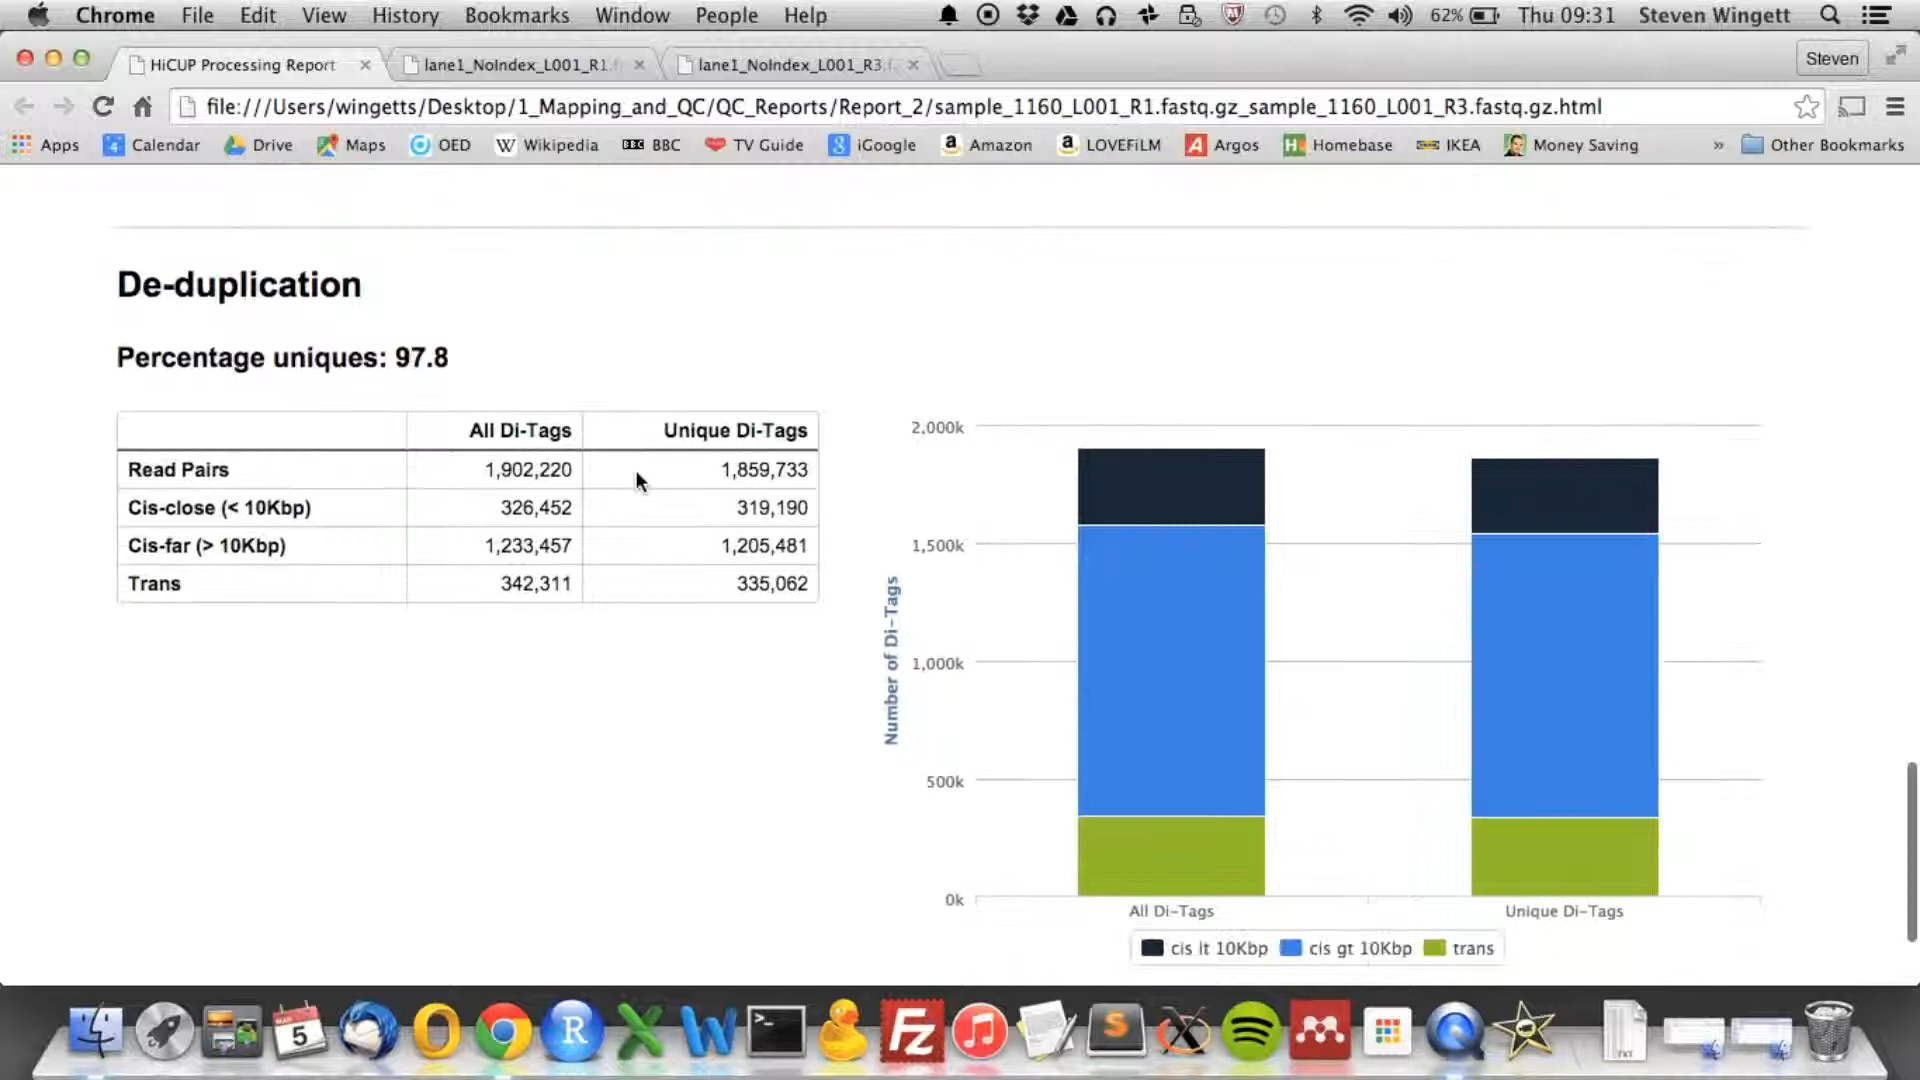 Chrome File Edit View History Bookmarks Window People Help 62% Thu 09:31 Steven Wingett
HiCUP Processing Report lane1_NoIndex_L001_R1 lane1_NoIndex_L001_R3 Steven
file:///Users/wingetts/Desktop/1_Mapping_and_QC/QC_Reports/Report_2/sample_1160_L001_R1.fastq.gz_sample_1160_L001_R3.fastq.gz.html
Apps 4 Calendar Drive Maps OED W Wikipedia BBC BBC TV Guide 8 iGoogle a Amazon a LOVEFiLM A Argos H Homebase IKEA IKEA Money Saving » Other Bookmarks
De-duplication
Percentage uniques: 97.8
All Di-Tags Unique Di-Tags
Read Pairs 1,902,220 1,859,733
Cis-close (< 10Kbp) 326,452 319,190
Cis-far (> 10Kbp) 1,233,457 1,205,481
Trans 342,311 335,062
2,000k
1,500k
1,000k
500k
0k
Number of Di-Tags
All Di-Tags Unique Di-Tags
cis lt 10Kbp cis gt 10Kbp trans
5 R W >_ Fz S X